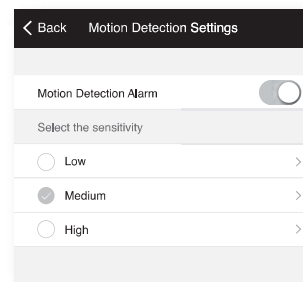 Back Motion Detection Settings
Motion Detection Alarm
Select the sensitivity
Low
Medium
High